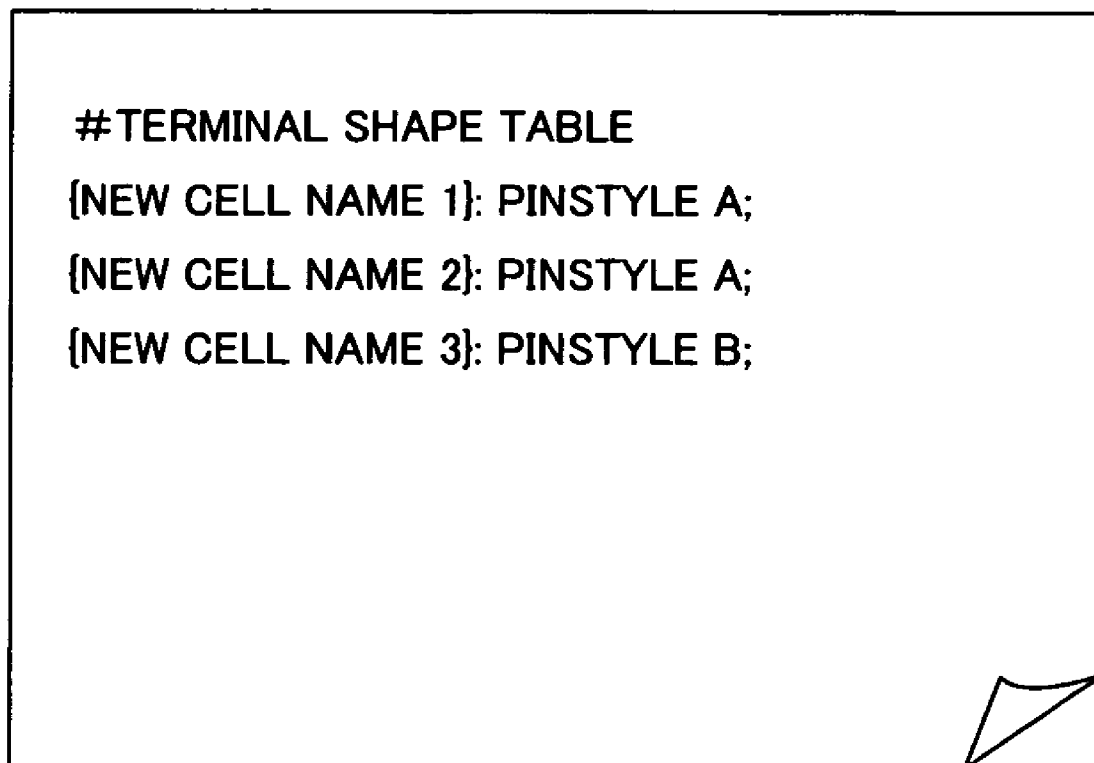 #TERMINAL SHAPE TABLE
{NEW CELL NAME 1}: PINSTYLE A;
{NEW CELL NAME 2}: PINSTYLE A;
{NEW CELL NAME 3}: PINSTYLE B;